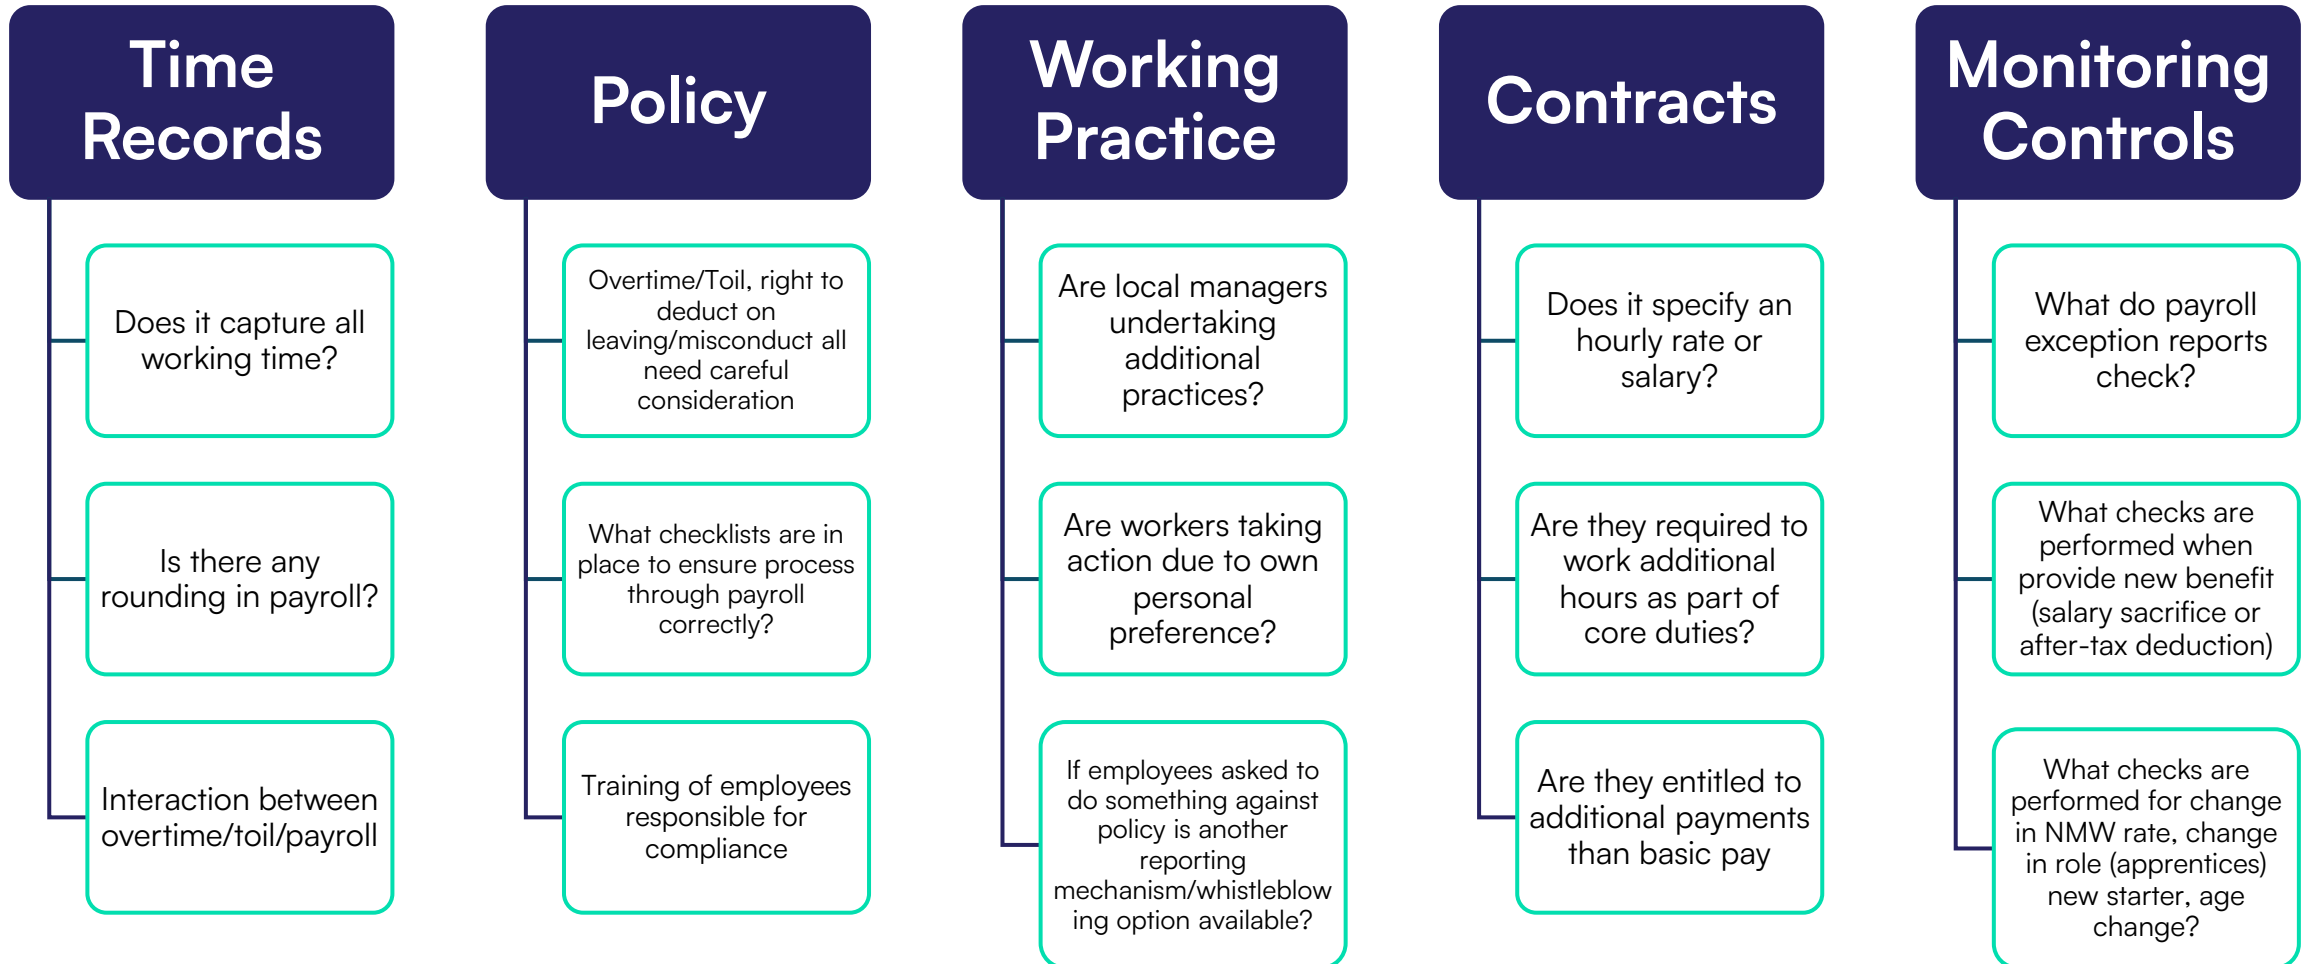 Time
Records
Does it capture all
working time?
Is there any
rounding in payroll?
Interaction between
overtime/toil/payroll
Policy
Overtime/Toil, right to
deduct on
leaving/misconduct all
need careful
consideration
What checklists are in
place to ensure process
through payroll
correctly?
Training of employees
responsible for
compliance
Working
Practice
Are local managers
undertaking
additional
practices?
Are workers taking
action due to own
personal
preference?
If employees asked to
do something against
policy is another
reporting
mechanism/whistleblow
ing option available?
Contracts
Does it specify an
hourly rate or
salary?
Are they required to
work additional
hours as part of
core duties?
Are they entitled to
additional payments
than basic pay
Monitoring
Controls
What do payroll
exception reports
check?
What checks are
performed when
provide new benefit
(salary sacrifice or
after-tax deduction)
What checks are
performed for change
in NMW rate, change
in role (apprentices)
new starter, age
change?